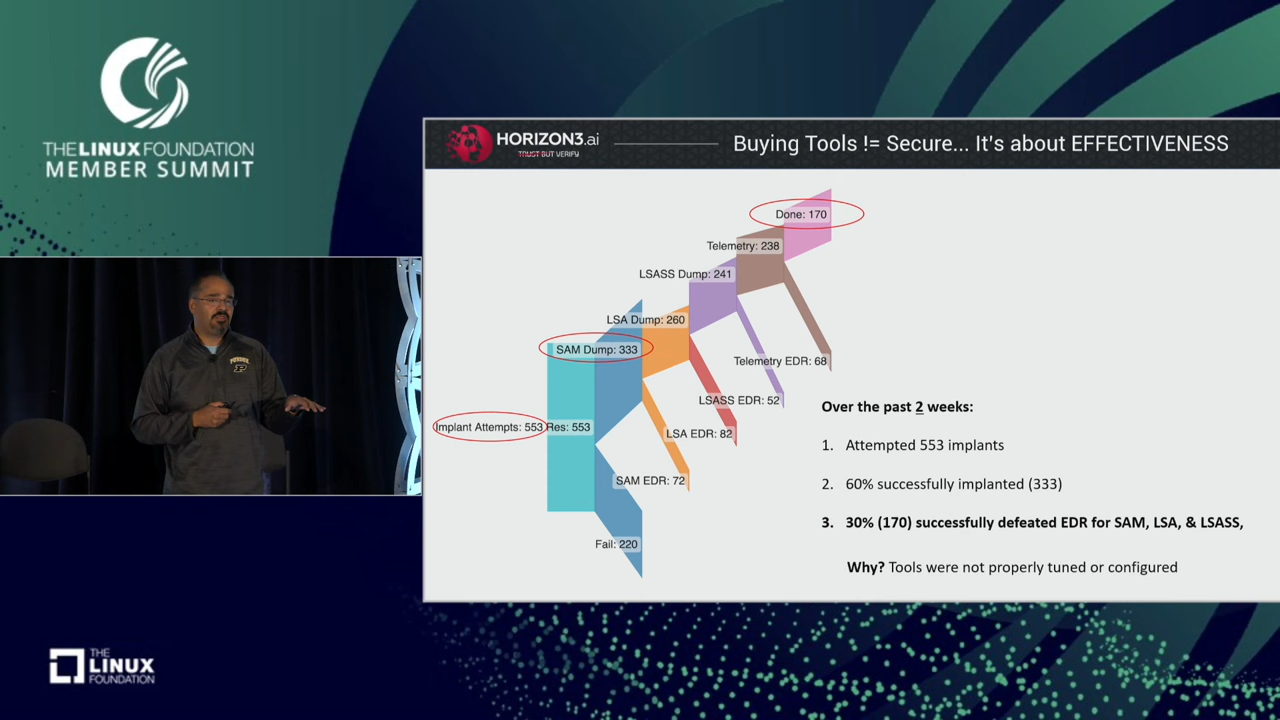 THE LINUX FOUNDATION
MEMBER SUMMIT
HORIZON3.ai
TRUST BUT VERIFY
Buying Tools != Secure... It's about EFFECTIVENESS
Done: 170
Telemetry: 238
LSASS Dump: 241
LSA Dump: 260
SAM Dump: 333
Telemetry EDR: 68
LSASS EDR: 52
Implant Attempts: 553
Res: 553
LSA EDR: 82
SAM EDR: 72
Fail: 220
Over the past 2 weeks:
1. Attempted 553 implants
2. 60% successfully implanted (333)
3. 30% (170) successfully defeated EDR for SAM, LSA, & LSASS,
Why? Tools were not properly tuned or configured
PURDUE
P
THE
LINUX
FOUNDATION